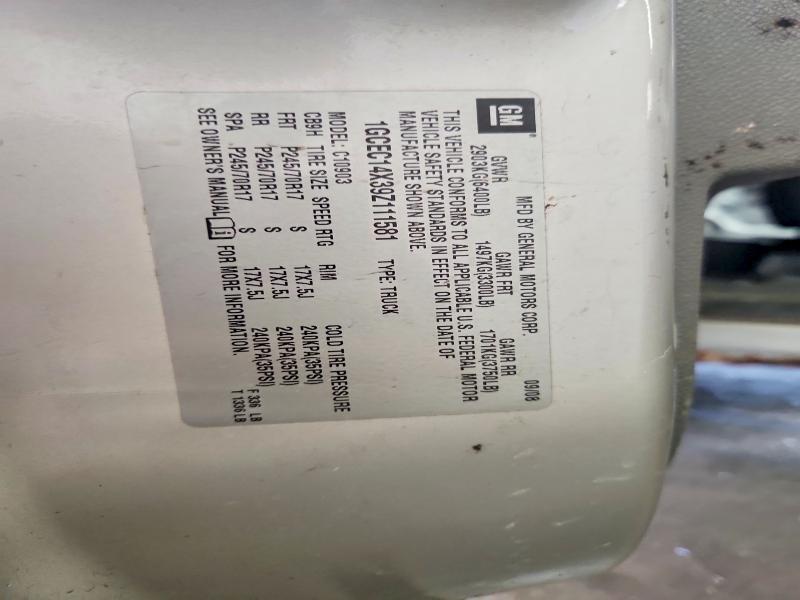 GM
MFD BY GENERAL MOTORS CORP. 09/08
GVWR GAWR FRT GAWR RR
2903KG(6400LB) 1497KG(3300LB) 1701KG(3750LB)
THIS VEHICLE CONFORMS TO ALL APPLICABLE U.S. FEDERAL MOTOR
VEHICLE SAFETY STANDARDS IN EFFECT ON THE DATE OF
MANUFACTURE SHOWN ABOVE.
1GCEC14X39Z111581 TYPE: TRUCK
MODEL: C10903
CB9H TIRE SIZE SPEED RTG RIM COLD TIRE PRESSURE
FRT P245/70R17 S 17X7.5J 240KPA(35PSI)
RR P245/70R17 S 17X7.5J 240KPA(35PSI)
SPA P245/70R17 S 17X7.5J 240KPA(35PSI)
SEE OWNER'S MANUAL FOR MORE INFORMATION.
F 336 LB
T 1336 LB